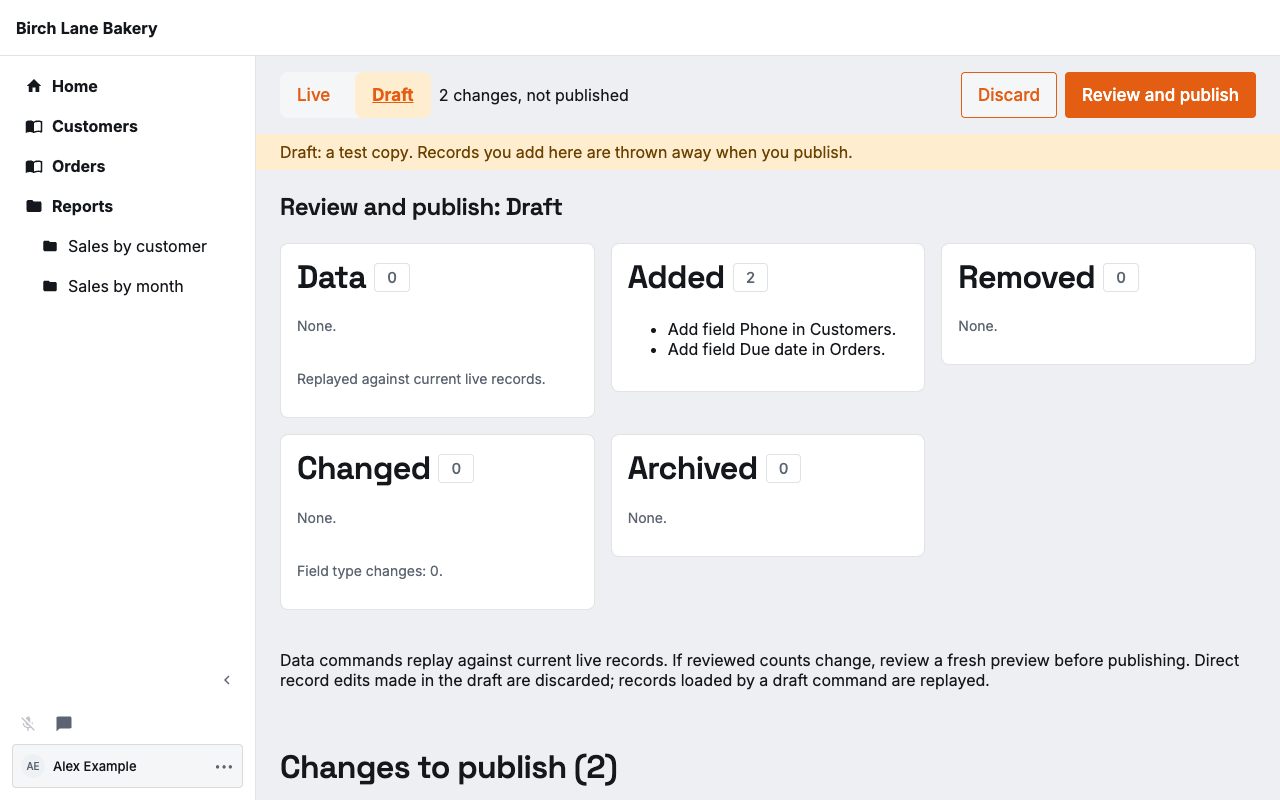 Birch Lane Bakery
Home
Customers
Orders
Reports
Sales by customer
Sales by month
AE
Alex Example
Live
Draft
2 changes, not published
Discard
Review and publish
Draft: a test copy. Records you add here are thrown away when you publish.
Review and publish: Draft
Data 0
None.
Replayed against current live records.
Added 2
Add field Phone in Customers.
Add field Due date in Orders.
Removed 0
None.
Changed 0
None.
Field type changes: 0.
Archived 0
None.
Data commands replay against current live records. If reviewed counts change, review a fresh preview before publishing. Direct
record edits made in the draft are discarded; records loaded by a draft command are replayed.
Changes to publish (2)